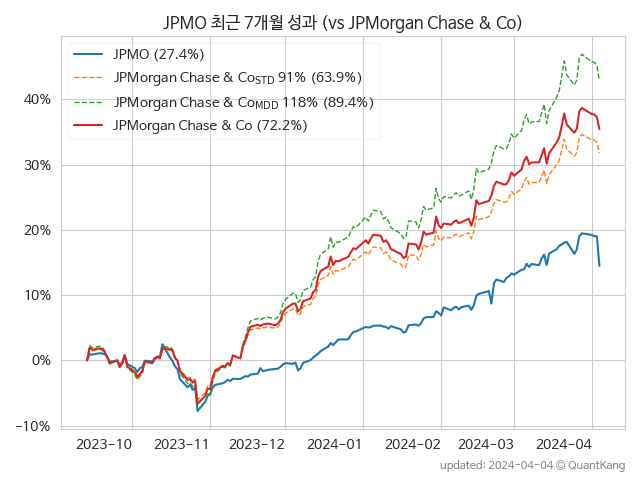 JPMO 최근 7개월 성과 (vs JPMorgan Chase & Co)
JPMO (27.4%)
JPMorgan Chase & CoSTD 91% (63.9%)
JPMorgan Chase & CoMDD 118% (89.4%)
JPMorgan Chase & Co (72.2%)
40%
30%
20%
10%
0%
−10%
2023−10 2023−11 2023−12 2024−01 2024−02 2024−03 2024−04
updated: 2024−04−04 ⓒ QuantKang